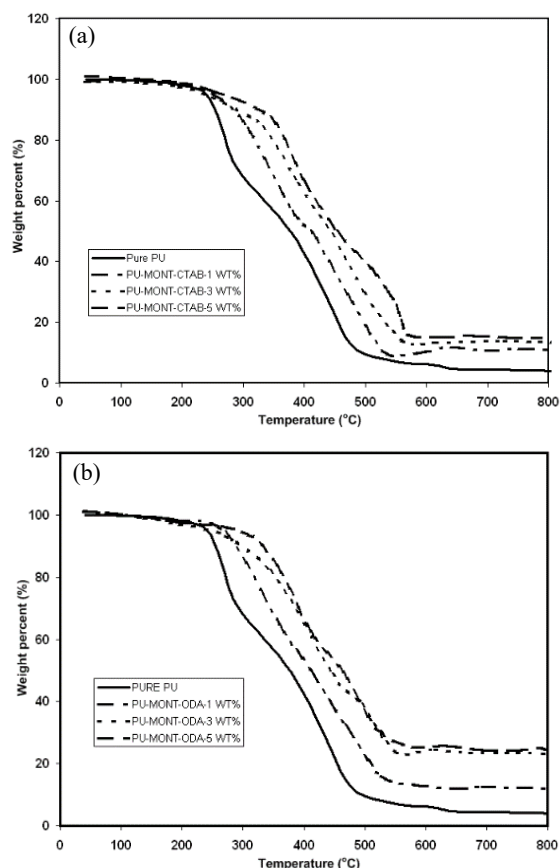 (a)
120
100
80
60
40
20
0
Weight percent (%)
Pure PU
PU-MONT-CTAB-1 WT%
PU-MONT-CTAB-3 WT%
PU-MONT-CTAB-5 WT%
0 100 200 300 400 500 600 700 800
Temperature (°C)
(b)
120
100
80
60
40
20
0
Weight percent (%)
PURE PU
PU-MONT-ODA-1 WT%
PU-MONT-ODA-3 WT%
PU-MONT-ODA-5 WT%
0 100 200 300 400 500 600 700 800
Temperature (°C)